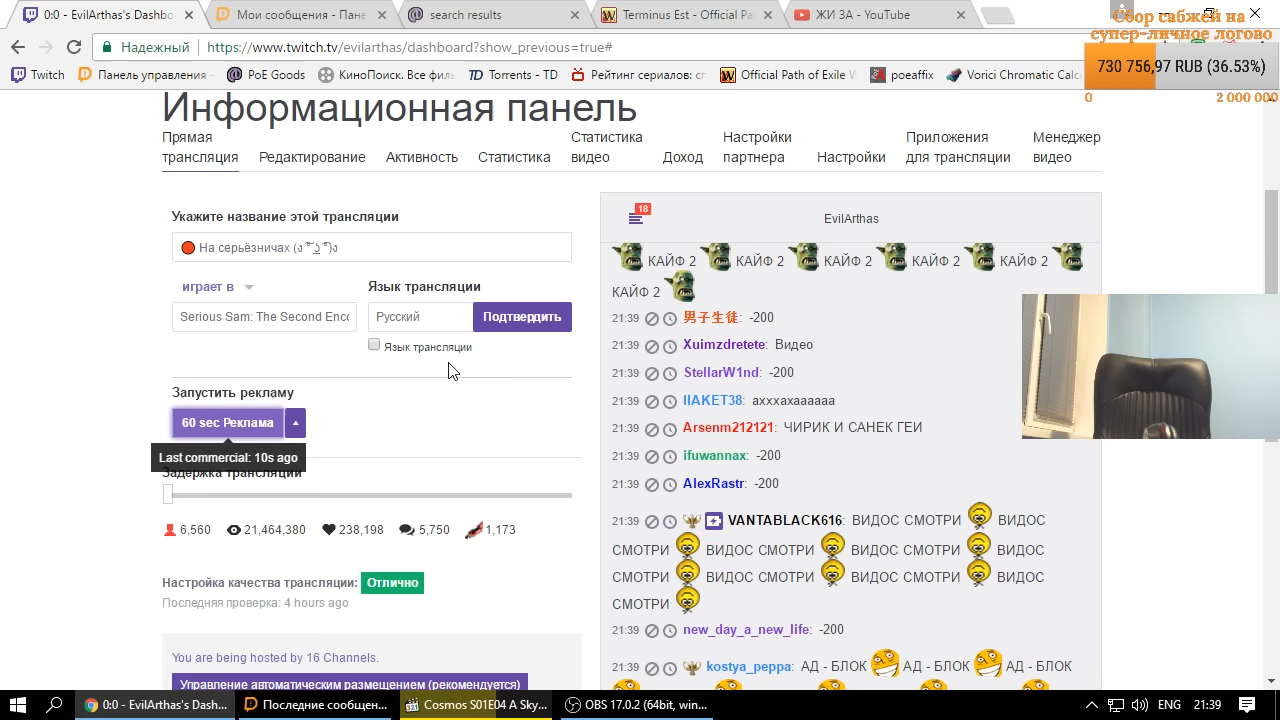 0:0 - EvilArthas's Dashbo
Мои сообщения - Пане
search results
Terminus Est - Official Pa
ЖИ ЗА - YouTube
Сбор сабжей на
супер-личное логово
Надежный
https://www.twitch.tv/evilarthas/dashboard?show_previous=true#
730 756,97 RUB (36.53%)
0
2 000 000
Twitch
Панель управления -
PoE Goods
КиноПоиск. Все фил
Torrents - TD
Рейтинг сериалов: сп
Official Path of Exile W
poeaffix
Vorici Chromatic Calc
Информационная панель
Прямая трансляция
Редактирование
Активность
Статистика
Статистика видео
Доход
Настройки партнера
Настройки
Приложения для трансляции
Менеджер видео
Укажите название этой трансляции
На серьёзничах (ง ͠° ͟ʖ ͡°)ง
играет в
Язык трансляции
Serious Sam: The Second Enco
Русский
Подтвердить
Язык трансляции
Запустить рекламу
60 sec Реклама
Last commercial: 10s ago
Задержка трансляции
6,560
21,464,380
238,198
5,750
1,173
Настройка качества трансляции: Отлично
Последняя проверка: 4 hours ago
You are being hosted by 16 Channels.
Управление автоматическим размещением (рекомендуется)
18
EvilArthas
КАЙФ 2 КАЙФ 2 КАЙФ 2 КАЙФ 2 КАЙФ 2
КАЙФ 2
21:39 男子生徒: -200
21:39 Xuimzdretete: Видео
21:39 StellarW1nd: -200
21:39 IIAKET38: ахххахааааaa
21:39 Arsenm212121: ЧИРИК И САНЕК ГЕИ
21:39 ifuwannax: -200
21:39 AlexRastr: -200
21:39 VANTABLACK616: ВИДОС СМОТРИ ВИДОС
СМОТРИ ВИДОС СМОТРИ ВИДОС СМОТРИ ВИДОС
СМОТРИ ВИДОС СМОТРИ ВИДОС СМОТРИ ВИДОС
СМОТРИ
21:39 new_day_a_new_life: -200
21:39 kostya_peppa: АД - БЛОК АД - БЛОК АД - БЛОК
0:0 - EvilArthas's Dash...
Последние сообщен...
Cosmos S01E04 A Sky...
OBS 17.0.2 (64bit, win...
ENG
21:39